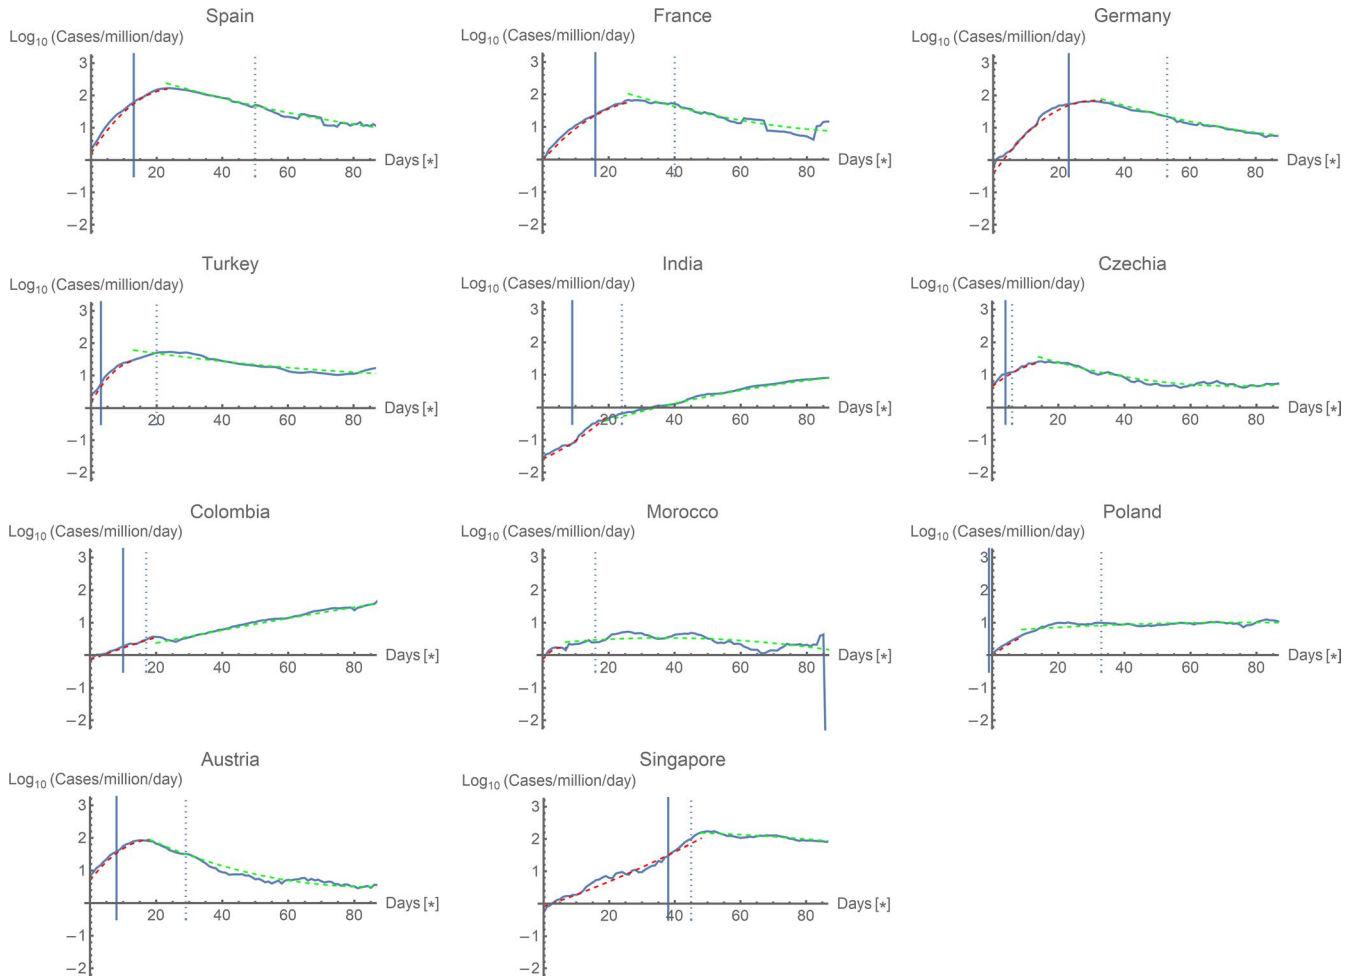 Spain
Log10 (Cases/million/day)
3
2
1
−1
−2
20 40 60 80
Days [*]
France
Log10 (Cases/million/day)
3
2
1
−1
−2
20 40 60 80
Days [*]
Germany
Log10 (Cases/million/day)
3
2
1
−1
−2
20 40 60 80
Days [*]
Turkey
Log10 (Cases/million/day)
3
2
1
−1
−2
20 40 60 80
Days [*]
India
Log10 (Cases/million/day)
3
2
1
−1
−2
20 40 60 80
Days [*]
Czechia
Log10 (Cases/million/day)
3
2
1
−1
−2
20 40 60 80
Days [*]
Colombia
Log10 (Cases/million/day)
3
2
1
−1
−2
20 40 60 80
Days [*]
Morocco
Log10 (Cases/million/day)
3
2
1
−1
−2
20 40 60 80
Days [*]
Poland
Log10 (Cases/million/day)
3
2
1
−1
−2
20 40 60 80
Days [*]
Austria
Log10 (Cases/million/day)
3
2
1
−1
−2
20 40 60 80
Days [*]
Singapore
Log10 (Cases/million/day)
3
2
1
−1
−2
20 40 60 80
Days [*]